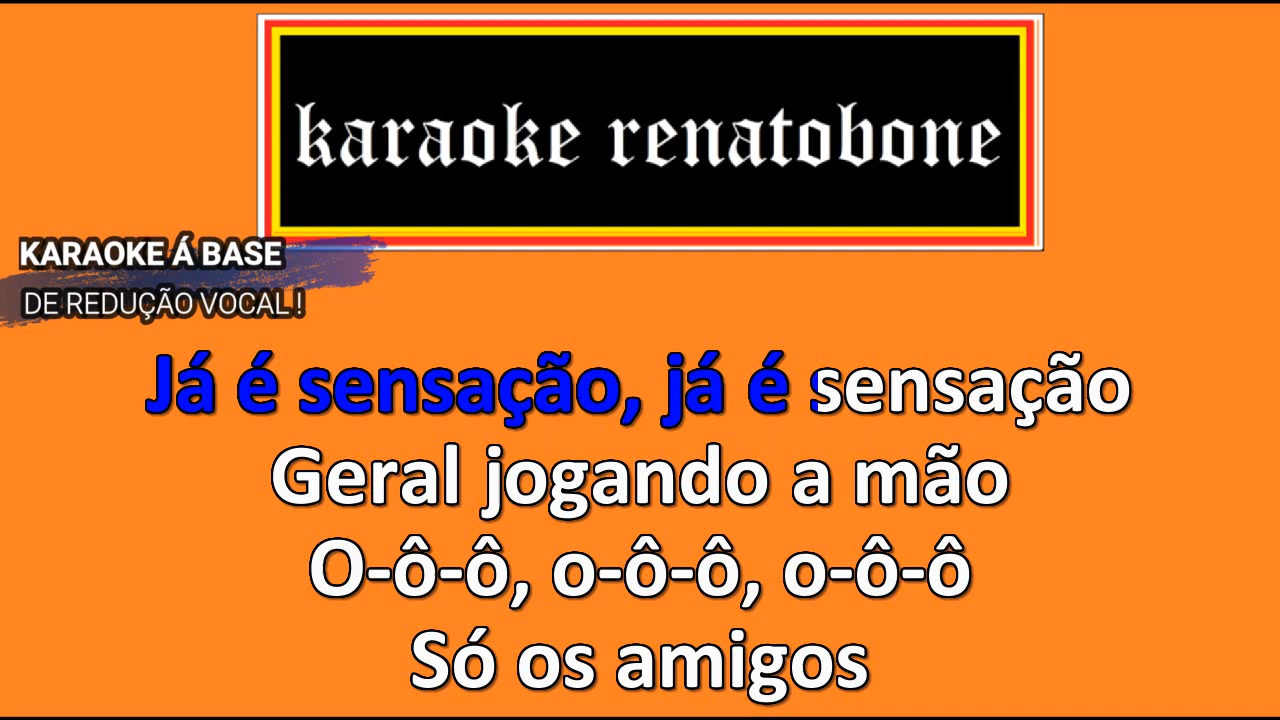 karaoke renatobone
KARAOKE Á BASE
DE REDUÇÃO VOCAL !
Já é sensação, já é sensação
Geral jogando a mão
O-ô-ô, o-ô-ô, o-ô-ô
Só os amigos